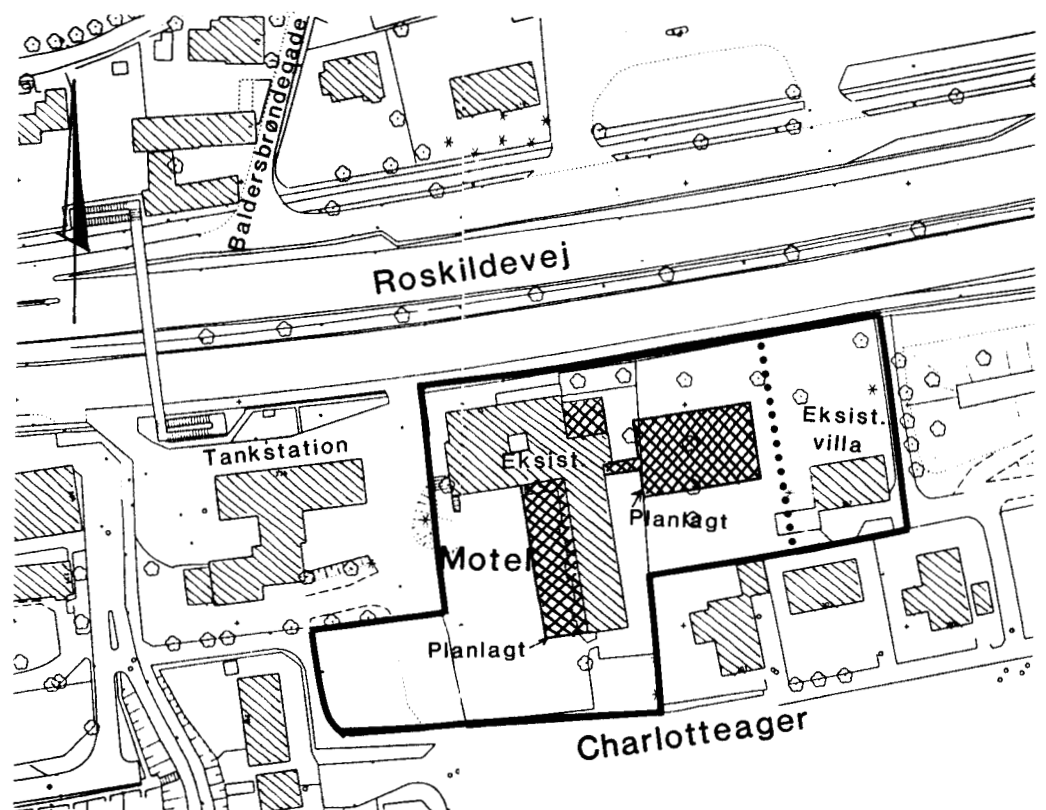 Baldersbrøndegade
Roskildevej
Tankstation
Eksist.
villa
Eksist.
Planlagt
Motel
Planlagt
Charlotteager